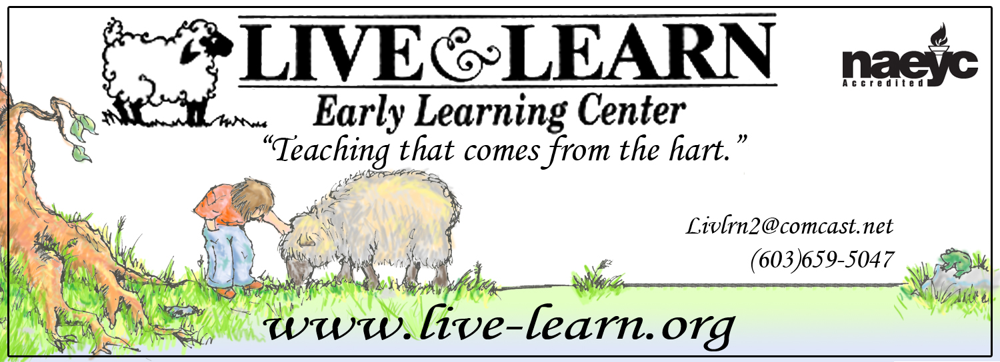 LIVE & LEARN
naeyc
Accredited
Early Learning Center
“Teaching that comes from the hart.”
Livlrn2@comcast.net
(603)659-5047
www.live-learn.org